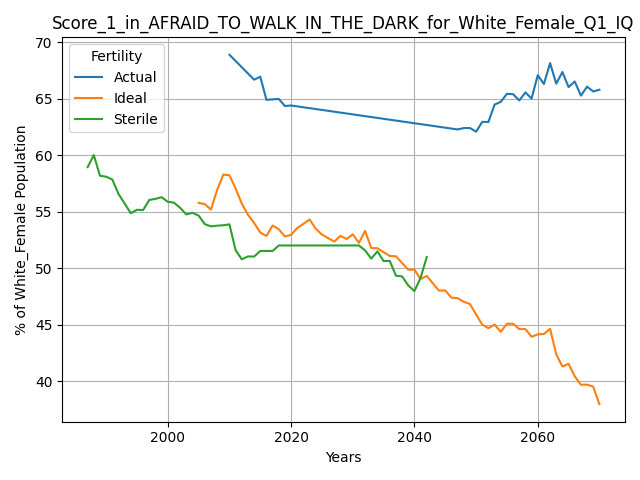 Score_1_in_AFRAID_TO_WALK_IN_THE_DARK_for_White_Female_Q1_IQ
Fertility
Actual
Ideal
Sterile
% of White_Female Population
70
65
60
55
50
45
40
2000
2020
2040
2060
Years